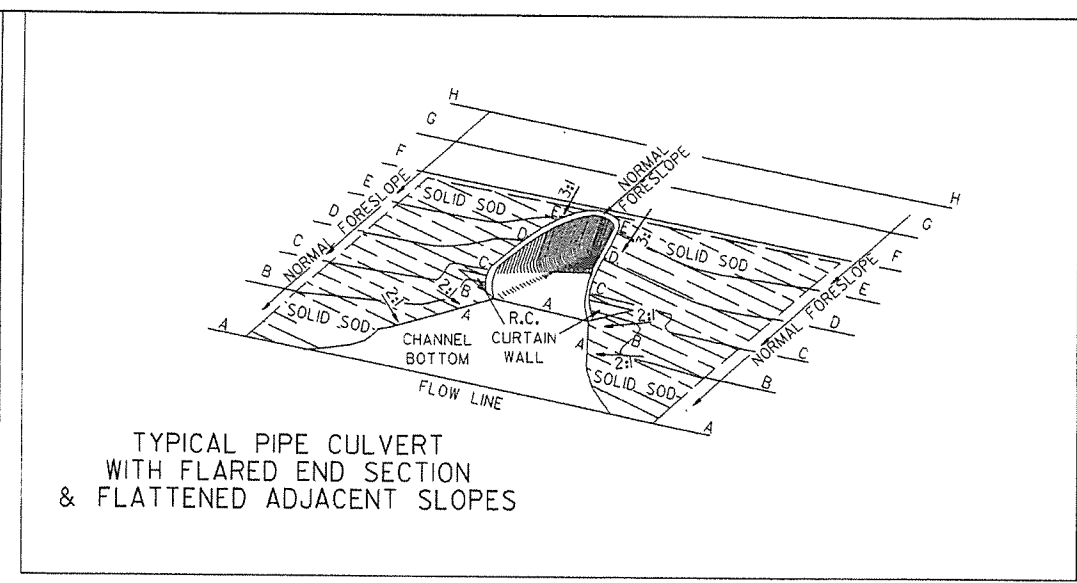 H
G
F
E
D
C
B
A
NORMAL FORESLOPE
SOLID SOD
SOLID SOD
2:1
2:1
3:1
NORMAL
FORESLOPE
E
D
C
B
A
A
E
D
C
B
A
3:1
2:1
2:1
R.C.
CURTAIN
WALL
CHANNEL
BOTTOM
FLOW LINE
SOLID SOD
SOLID SOD
NORMAL FORESLOPE
H
G
F
E
D
C
B
A
TYPICAL PIPE CULVERT
WITH FLARED END SECTION
& FLATTENED ADJACENT SLOPES